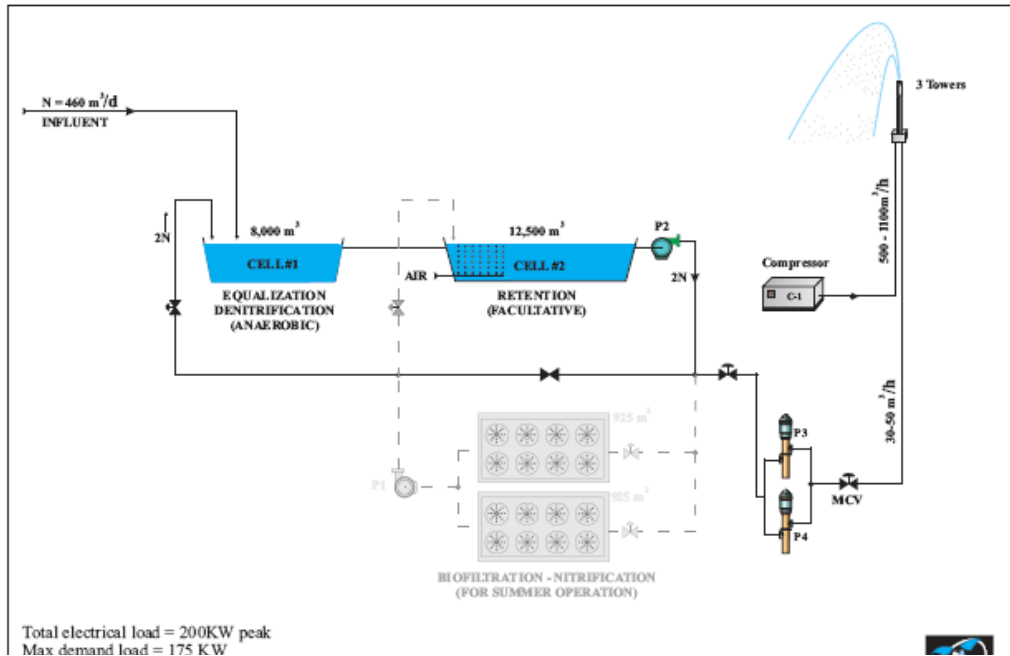 N = 460 m³/d
INFLUENT
3 Towers
2N
8,000 m³
CELL #1
EQUALIZATION
DENITRIFICATION
(ANAEROBIC)
12,500 m³
AIR
CELL #2
RETENTION
(FACULTATIVE)
P2
2N
Compressor
C-1
500 - 1100m³/h
30-50 m³/h
P3
P4
MCV
P1
925 m²
925 m²
BIOFILTRATION - NITRIFICATION
(FOR SUMMER OPERATION)
Total electrical load = 200KW peak
Max demand load = 175 KW